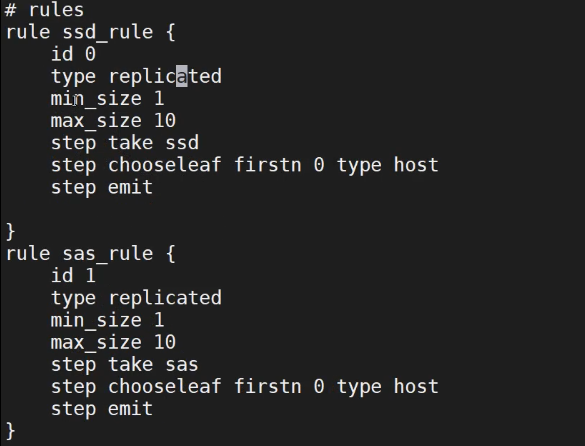 # rules
rule ssd_rule {
    id 0
    type replicated
    min_size 1
    max_size 10
    step take ssd
    step chooseleaf firstn 0 type host
    step emit

}
rule sas_rule {
    id 1
    type replicated
    min_size 1
    max_size 10
    step take sas
    step chooseleaf firstn 0 type host
    step emit
}